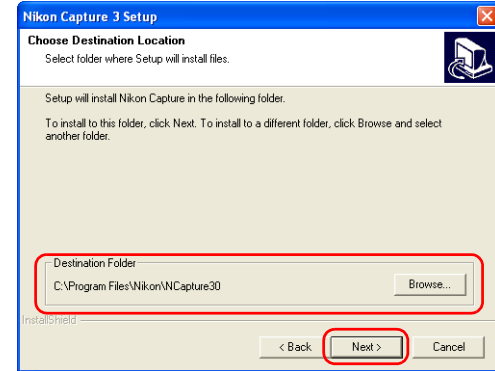 Nikon Capture 3 Setup
Choose Destination Location
Select folder where Setup will install files.
Setup will install Nikon Capture in the following folder.
To install to this folder, click Next. To install to a different folder, click Browse and select
another folder.
Destination Folder
C:\Program Files\Nikon\NCapture30
Browse...
InstallShield
< Back
Next >
Cancel